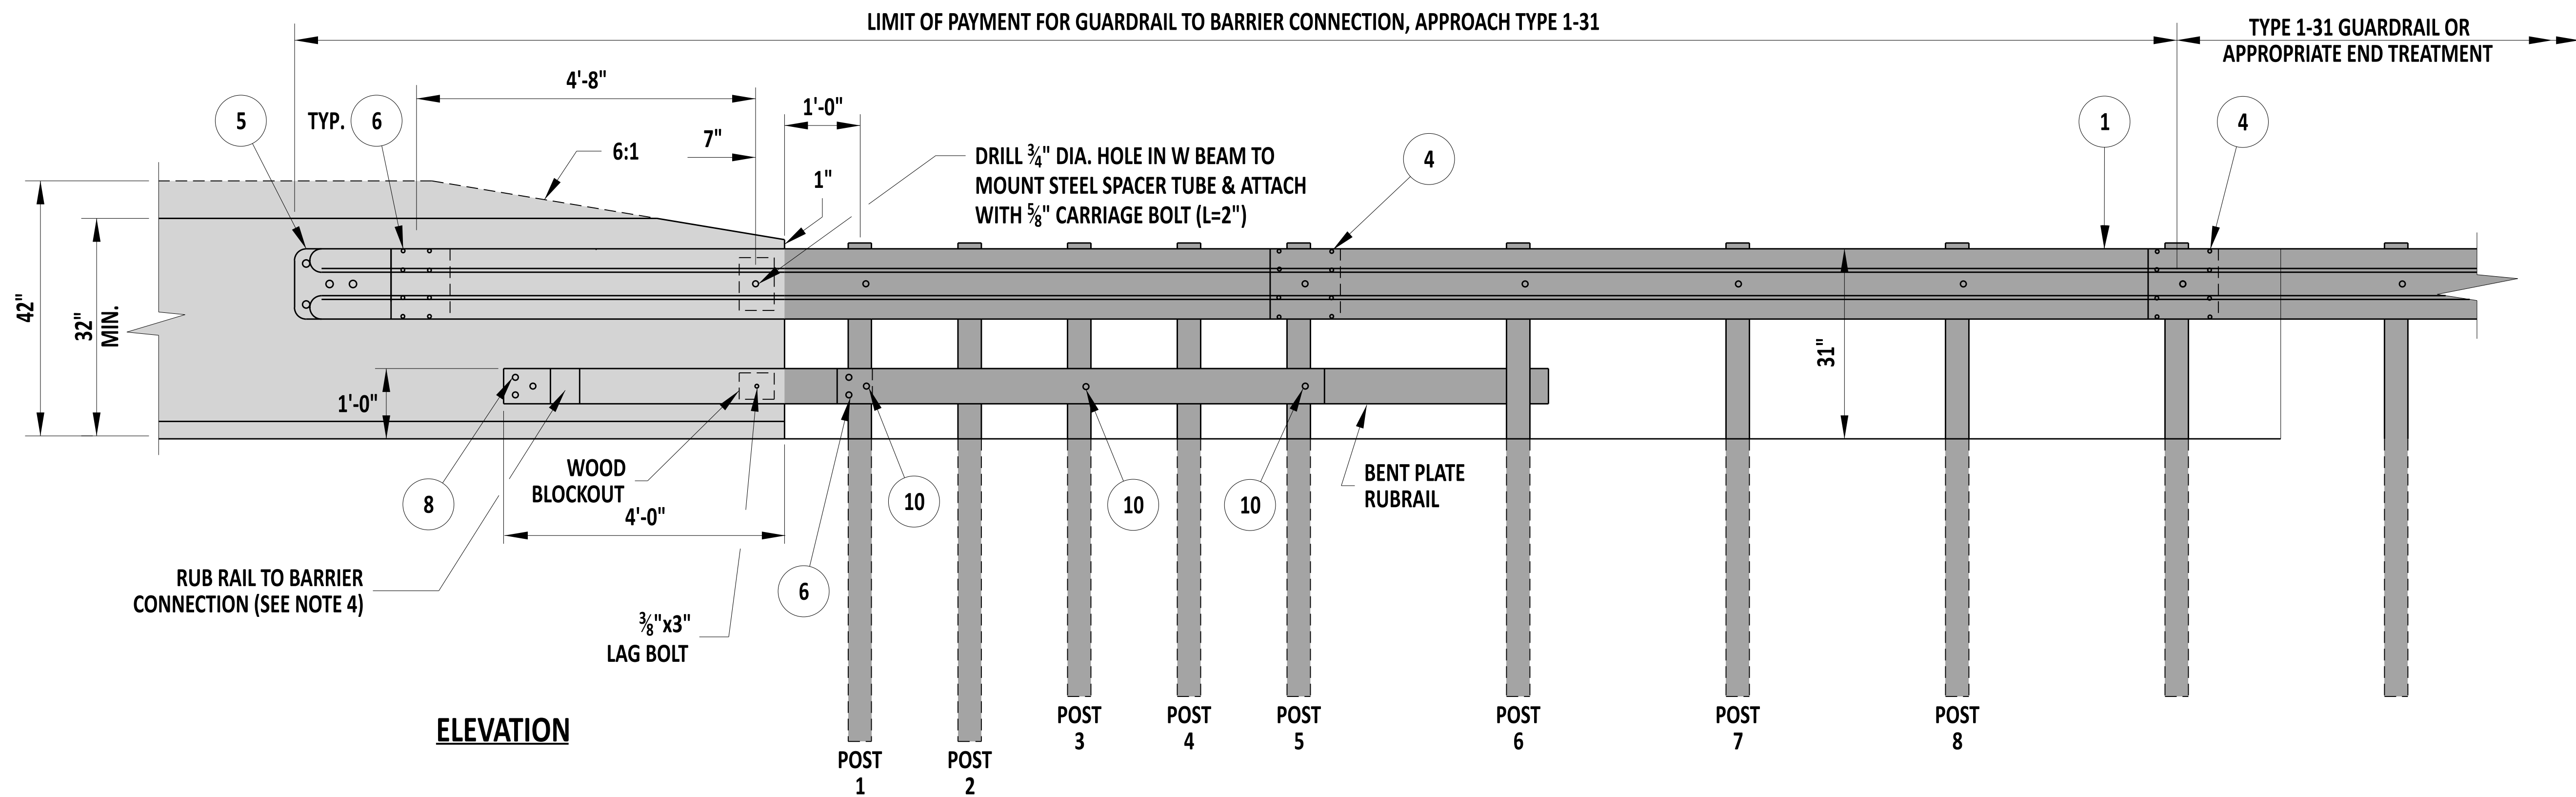 LIMIT OF PAYMENT FOR GUARDRAIL TO BARRIER CONNECTION, APPROACH TYPE 1-31
TYPE 1-31 GUARDRAIL OR
APPROPRIATE END TREATMENT
4'-8"
1'-0"
5
TYP. 6
7"
6:1
1"
DRILL ¾" DIA. HOLE IN W BEAM TO
MOUNT STEEL SPACER TUBE & ATTACH
WITH ⅝" CARRIAGE BOLT (L=2")
4
1
4
42"
32"
MIN.
31"
1'-0"
WOOD
BLOCKOUT
8
4'-0"
10
10
10
BENT PLATE
RUBRAIL
RUB RAIL TO BARRIER
CONNECTION (SEE NOTE 4)
6
⅜"x3"
LAG BOLT
ELEVATION
POST
1
POST
2
POST
3
POST
4
POST
5
POST
6
POST
7
POST
8